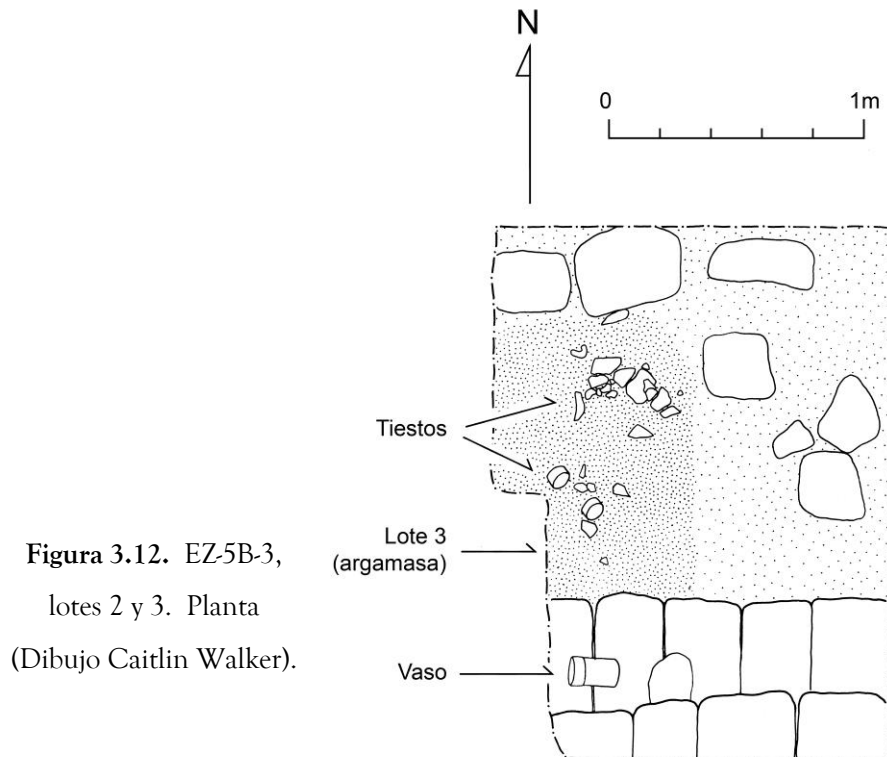 N
0 1m
Tiestos
Lote 3
(argamasa)
Vaso
Figura 3.12. EZ-5B-3,
lotes 2 y 3. Planta
(Dibujo Caitlin Walker).